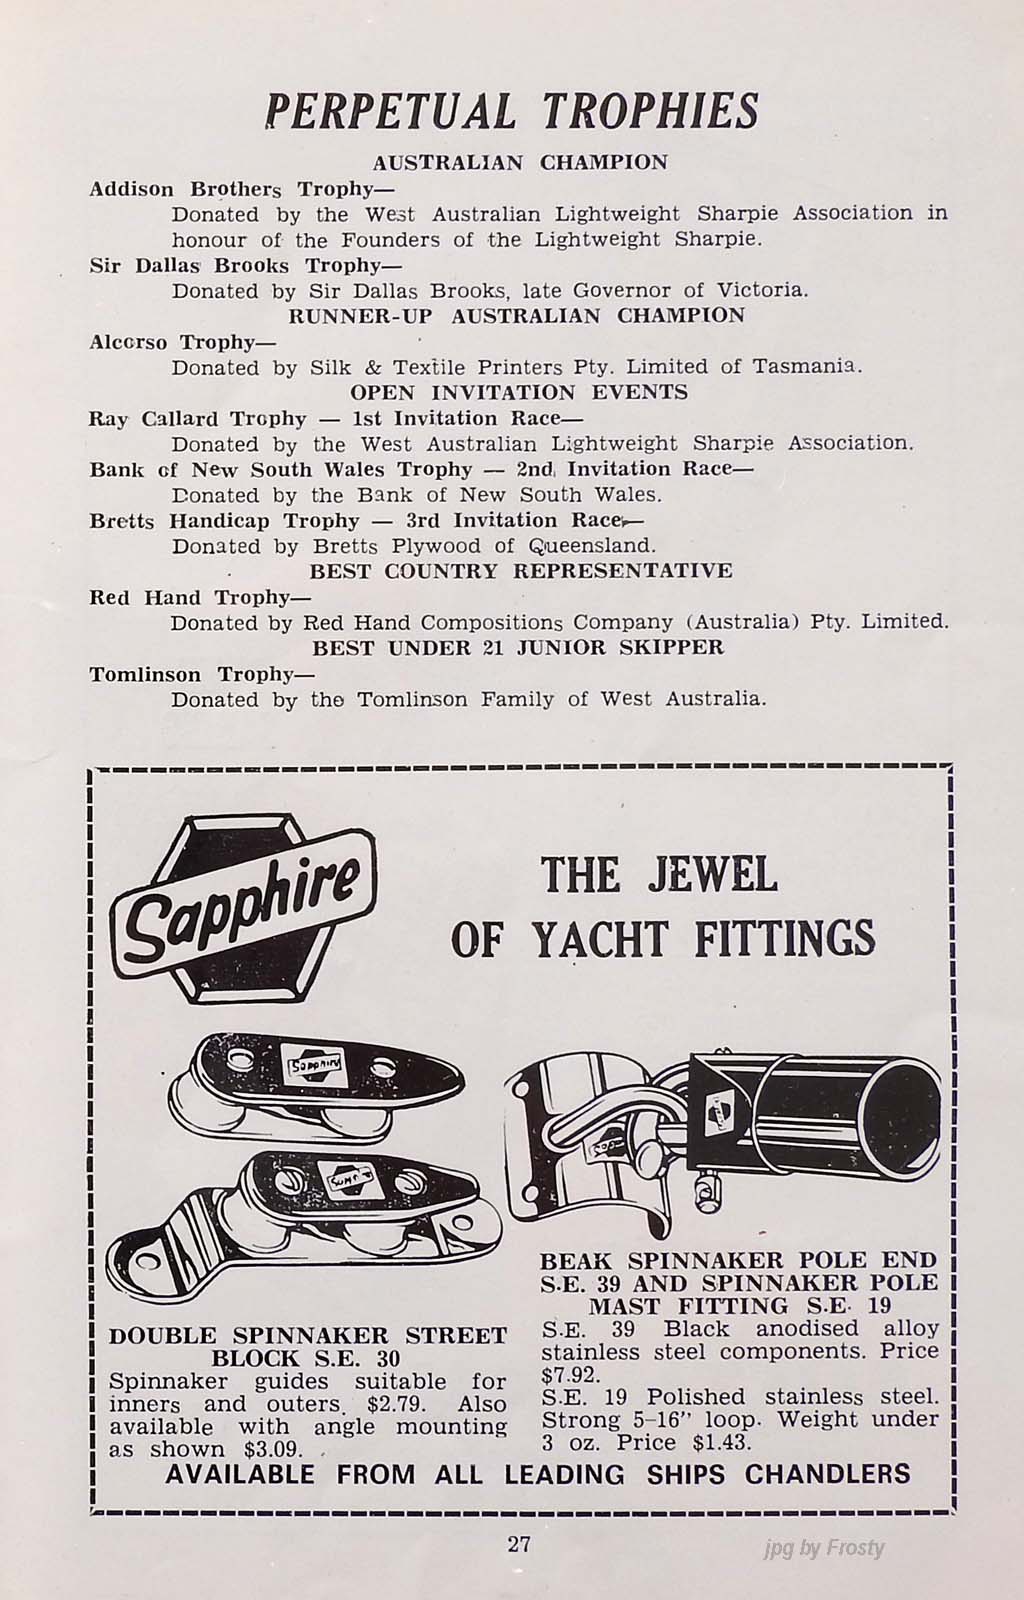 PERPETUAL TROPHIES
AUSTRALIAN CHAMPION
Addison Brothers Trophy—
Donated by the West Australian Lightweight Sharpie Association in
honour of the Founders of the Lightweight Sharpie.
Sir Dallas Brooks Trophy—
Donated by Sir Dallas Brooks, late Governor of Victoria.
RUNNER-UP AUSTRALIAN CHAMPION
Alcorso Trophy—
Donated by Silk & Textile Printers Pty. Limited of Tasmania.
OPEN INVITATION EVENTS
Ray Callard Trophy — 1st Invitation Race—
Donated by the West Australian Lightweight Sharpie Association.
Bank of New South Wales Trophy — 2nd Invitation Race—
Donated by the Bank of New South Wales.
Bretts Handicap Trophy — 3rd Invitation Race—
Donated by Bretts Plywood of Queensland.
BEST COUNTRY REPRESENTATIVE
Red Hand Trophy—
Donated by Red Hand Compositions Company (Australia) Pty. Limited.
BEST UNDER 21 JUNIOR SKIPPER
Tomlinson Trophy—
Donated by the Tomlinson Family of West Australia.
Sapphire
THE JEWEL
OF YACHT FITTINGS
Sapphire
BEAK SPINNAKER POLE END
S.E. 39 AND SPINNAKER POLE
MAST FITTING S.E. 19
S.E. 39 Black anodised alloy
stainless steel components. Price
$7.92.
S.E. 19 Polished stainless steel.
Strong 5-16" loop. Weight under
3 oz. Price $1.43.
DOUBLE SPINNAKER STREET
BLOCK S.E. 30
Spinnaker guides suitable for
inners and outers. $2.79. Also
available with angle mounting
as shown $3.09.
AVAILABLE FROM ALL LEADING SHIPS CHANDLERS
27
jpg by Frosty